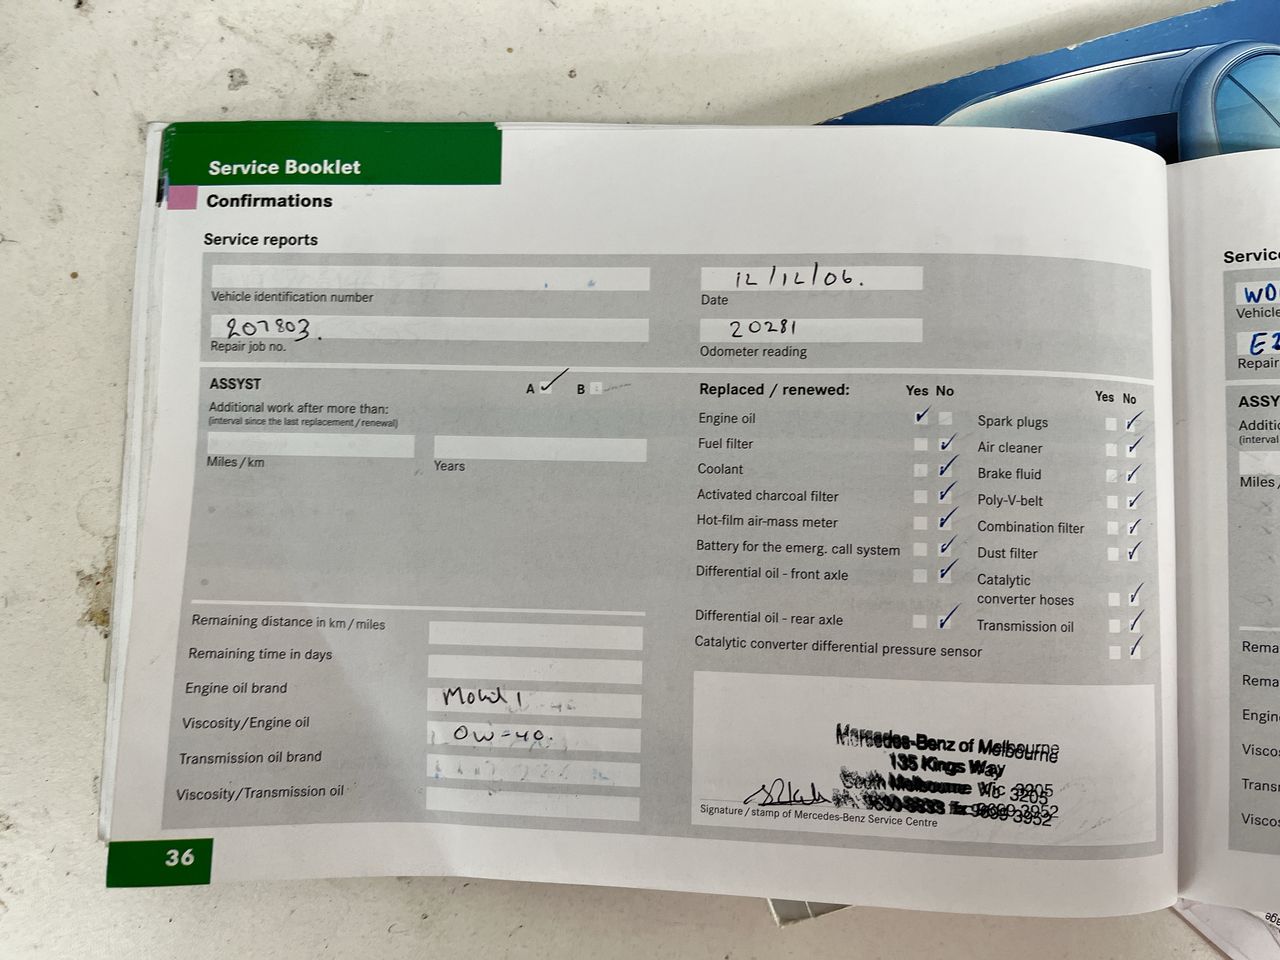 Service Booklet
Confirmations
Service reports
Vehicle identification number
12/12/06.
Date
207803.
Repair job no.
20281
Odometer reading
ASSYST
A ✓ B
Additional work after more than:
(interval since the last replacement / renewal)
Miles / km
Years
Remaining distance in km / miles
Remaining time in days
Engine oil brand
Mobil 1
Viscosity/Engine oil
0W-40.
Transmission oil brand
Viscosity/Transmission oil
Replaced / renewed:
Yes No
Engine oil
Fuel filter
Coolant
Activated charcoal filter
Hot-film air-mass meter
Battery for the emerg. call system
Differential oil - front axle
Differential oil - rear axle
Catalytic converter differential pressure sensor
Yes No
Spark plugs
Air cleaner
Brake fluid
Poly-V-belt
Combination filter
Dust filter
Catalytic
converter hoses
Transmission oil
Mercedes-Benz of Melbourne
135 Kings Way
South Melbourne Vic 3205
9699 3952
Signature / stamp of Mercedes-Benz Service Centre
36
Servic
WO
Vehicle
E
Repair
ASSY
Additi
(interval
Miles /
Rema
Rema
Engin
Visco
Trans
Visco